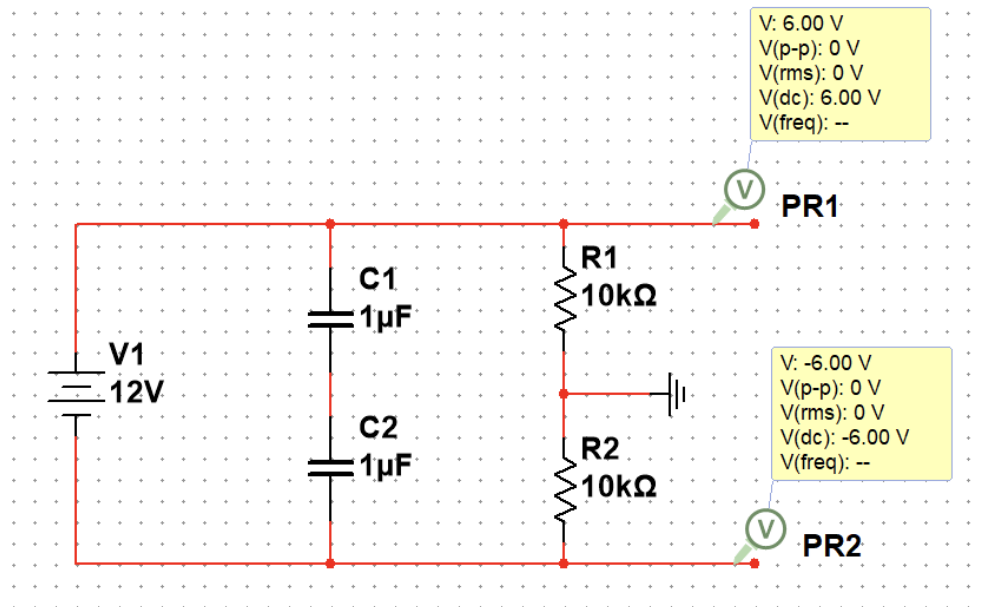 V: 6.00 V
V(p-p): 0 V
V(rms): 0 V
V(dc): 6.00 V
V(freq): --
V
PR1
R1
10kΩ
C1
1µF
V1
12V
V: -6.00 V
V(p-p): 0 V
V(rms): 0 V
V(dc): -6.00 V
V(freq): --
C2
1µF
R2
10kΩ
V
PR2